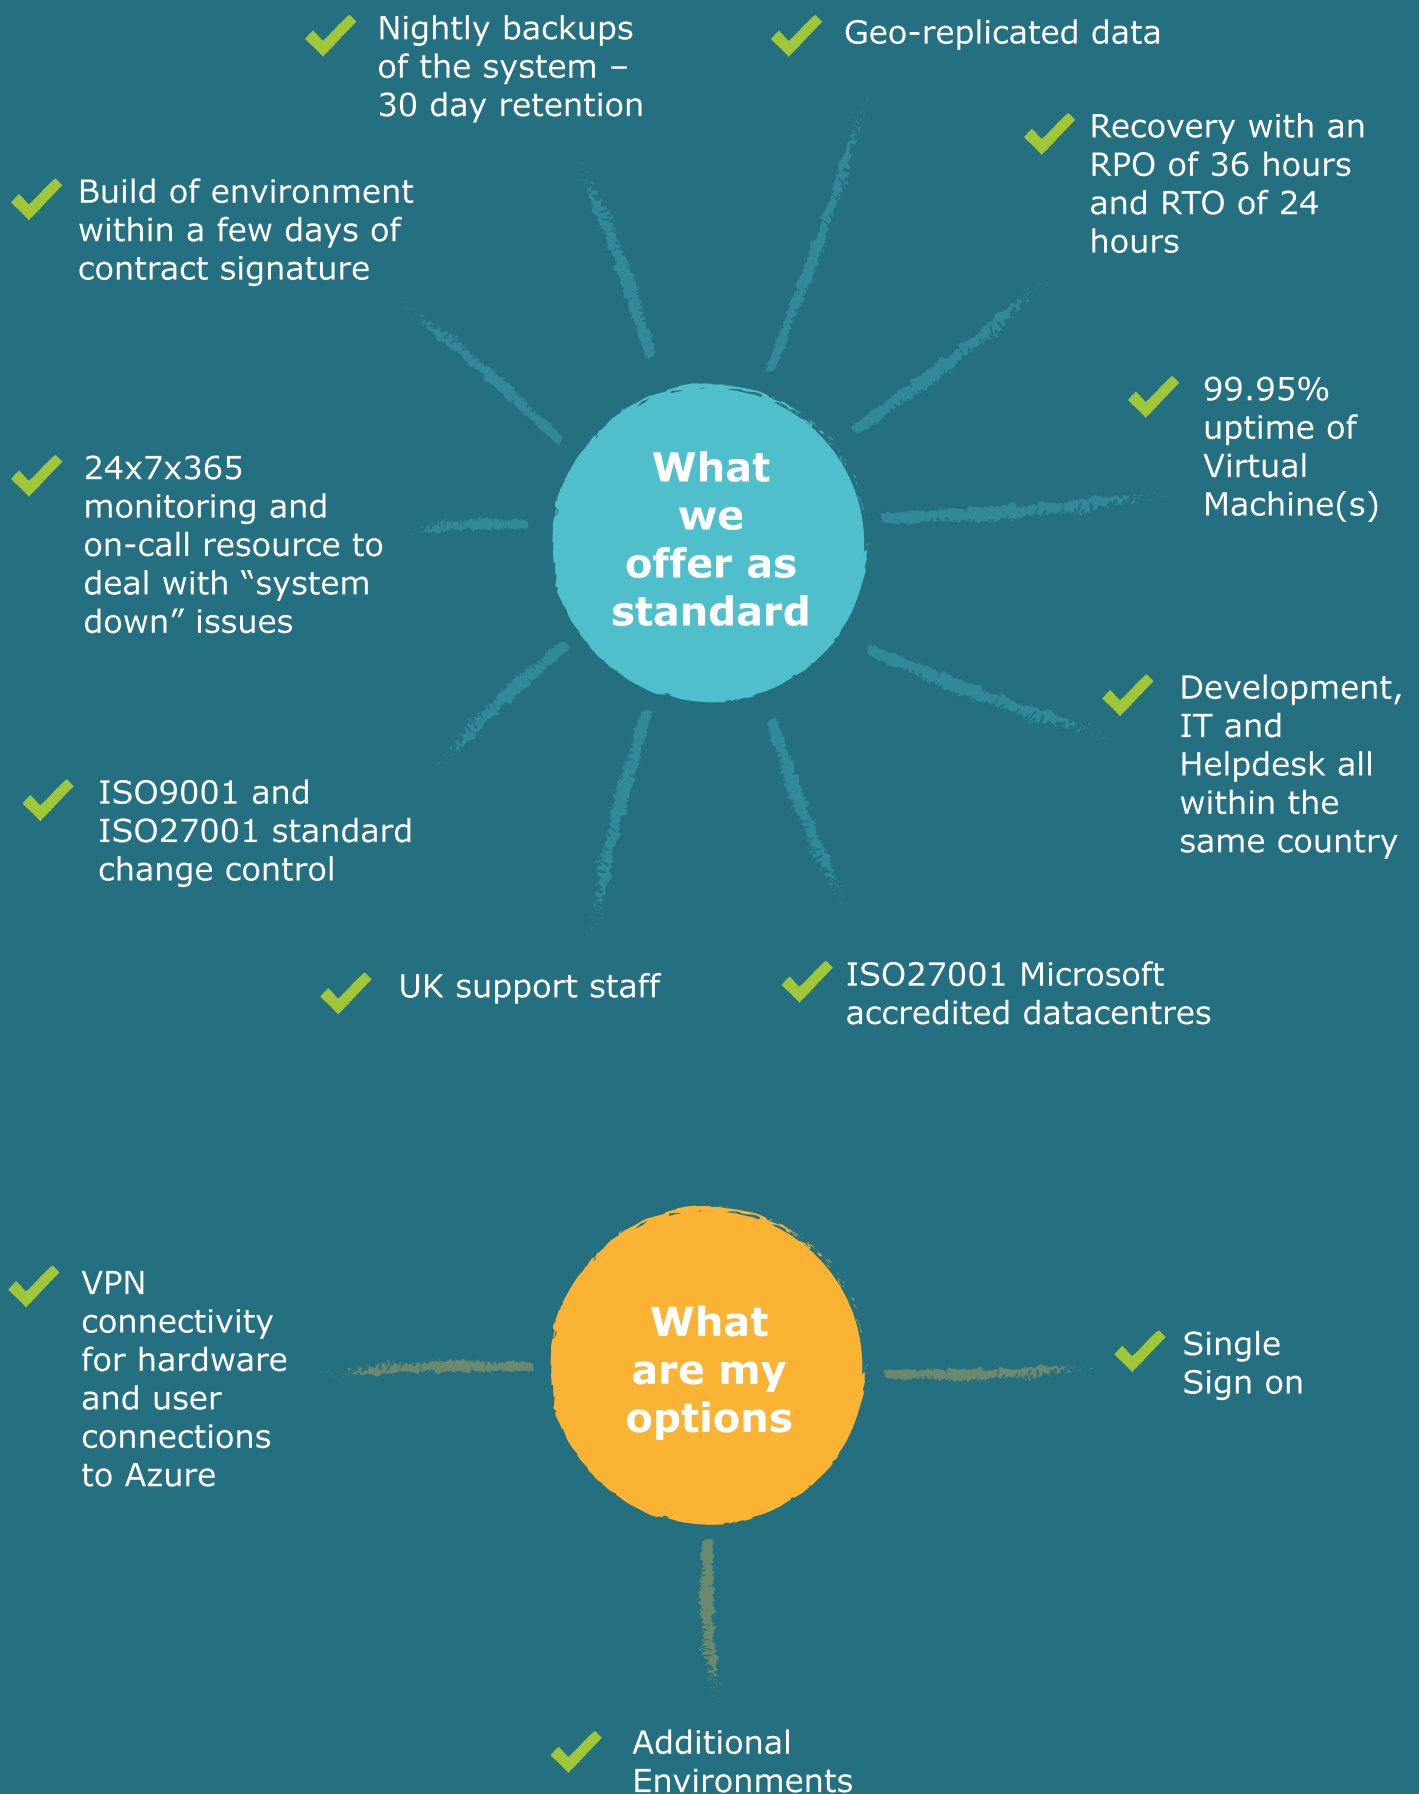 Nightly backups
of the system –
30 day retention
Geo-replicated data
Recovery with an
RPO of 36 hours
and RTO of 24
hours
Build of environment
within a few days of
contract signature
99.95%
uptime of
Virtual
Machine(s)
24x7x365
monitoring and
on-call resource to
deal with “system
down” issues
What
we
offer as
standard
Development,
IT and
Helpdesk all
within the
same country
ISO9001 and
ISO27001 standard
change control
UK support staff
ISO27001 Microsoft
accredited datacentres
VPN
connectivity
for hardware
and user
connections
to Azure
What
are my
options
Single
Sign on
Additional
Environments